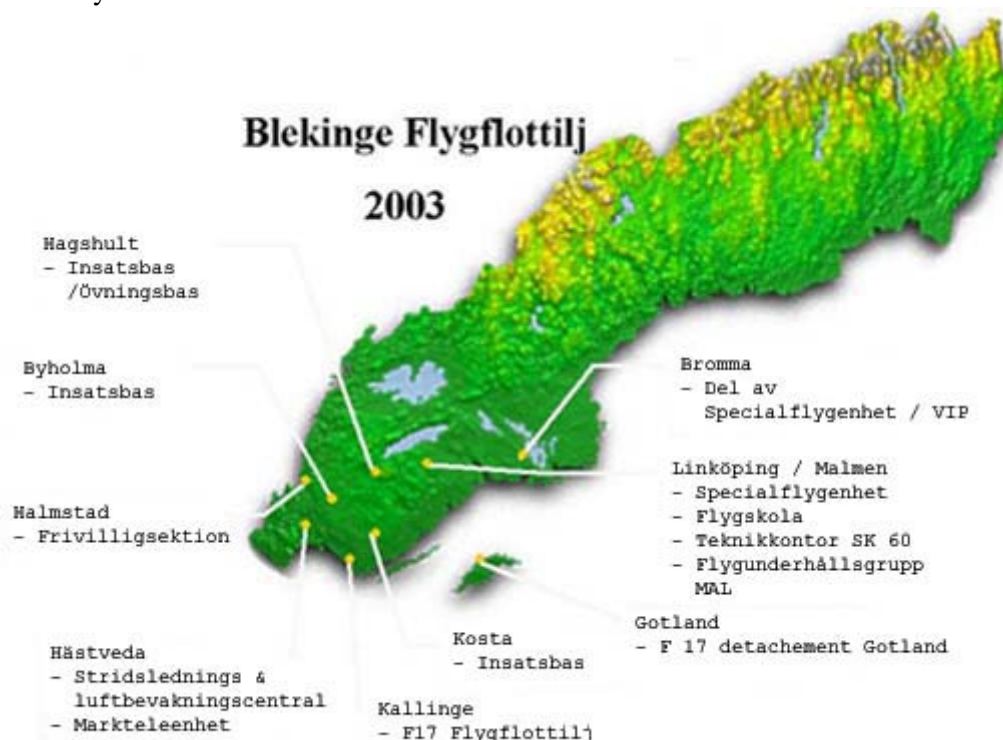 Blekinge Flygflottilj
2003
Hagshult
- Insatsbas
/Övningsbas
Byholma
- Insatsbas
Halmstad
- Frivilligsektion
Hästveda
- Stridslednings &
luftbevakningscentral
- Markteleenhet
Kallinge
- F17 Flygflottilj
Kosta
- Insatsbas
Bromma
- Del av
Specialflygenhet / VIP
Linköping / Malmen
- Specialflygenhet
- Flygskola
- Teknikkontor SK 60
- Flygunderhållsgrupp
MAL
Gotland
- F 17 detachement Gotland